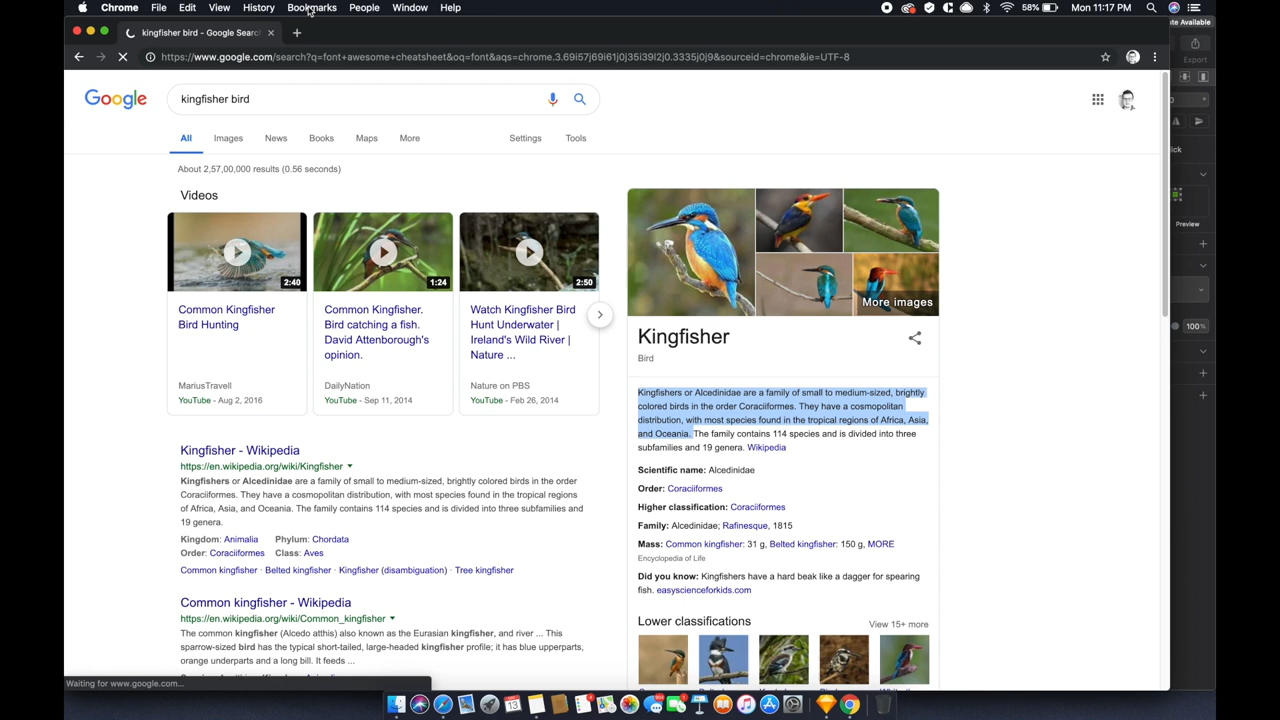 Chrome File Edit View History Bookmarks People Window Help
58% Mon 11:17 PM
kingfisher bird - Google Searc
https://www.google.com/search?q=font+awesome+cheatsheet&oq=font&aqs=chrome.3.69i57j69i61j0j35i39l2j0.3335j0j9&sourceid=chrome&ie=UTF-8
ate Available
Export
Google
kingfisher bird
All Images News Books Maps More Settings Tools
About 2,57,00,000 results (0.56 seconds)
Videos
2:40
1:24
2:50
Common Kingfisher
Bird Hunting
MariusTravell
YouTube - Aug 2, 2016
Common Kingfisher.
Bird catching a fish.
David Attenborough's
opinion.
DailyNation
YouTube - Sep 11, 2014
Watch Kingfisher Bird
Hunt Underwater |
Ireland's Wild River |
Nature ...
Nature on PBS
YouTube - Feb 26, 2014
Kingfisher - Wikipedia
https://en.wikipedia.org/wiki/Kingfisher
Kingfishers or Alcedinidae are a family of small to medium-sized, brightly colored birds in the order
Coraciiformes. They have a cosmopolitan distribution, with most species found in the tropical regions
of Africa, Asia, and Oceania. The family contains 114 species and is divided into three subfamilies and
19 genera.
Kingdom: Animalia Phylum: Chordata
Order: Coraciiformes Class: Aves
Common kingfisher · Belted kingfisher · Kingfisher (disambiguation) · Tree kingfisher
Common kingfisher - Wikipedia
https://en.wikipedia.org/wiki/Common_kingfisher
The common kingfisher (Alcedo atthis) also known as the Eurasian kingfisher, and river ... This
sparrow-sized bird has the typical short-tailed, large-headed kingfisher profile; it has blue upperparts,
orange underparts and a long bill. It feeds ...
More images
Kingfisher
Bird
Kingfishers or Alcedinidae are a family of small to medium-sized, brightly
colored birds in the order Coraciiformes. They have a cosmopolitan
distribution, with most species found in the tropical regions of Africa, Asia,
and Oceania. The family contains 114 species and is divided into three
subfamilies and 19 genera. Wikipedia
Scientific name: Alcedinidae
Order: Coraciiformes
Higher classification: Coraciiformes
Family: Alcedinidae; Rafinesque, 1815
Mass: Common kingfisher: 31 g, Belted kingfisher: 150 g, MORE
Encyclopedia of Life
Did you know: Kingfishers have a hard beak like a dagger for spearing
fish. easyscienceforkids.com
Lower classifications View 15+ more
lick
Preview
100%
Waiting for www.google.com...